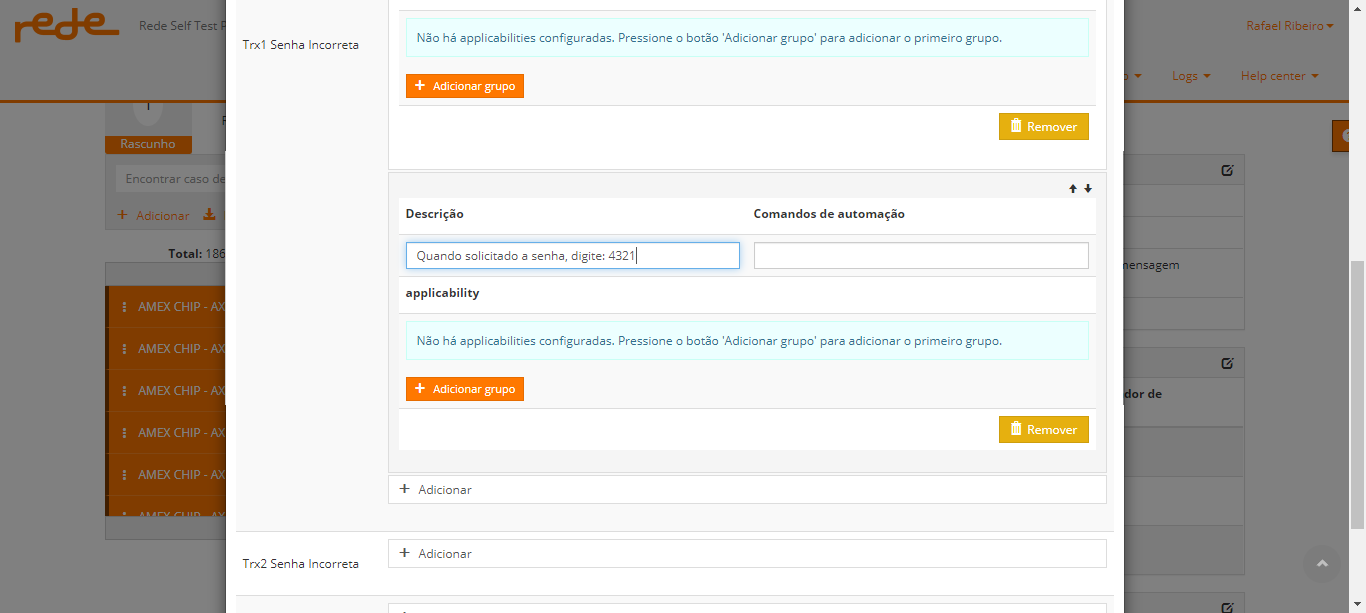 rede
Rede Self Test P
Rafael Ribeiro
Logs
Help center
Rascunho
Encontrar caso de
Adicionar
Total: 186
AMEX CHIP - AX
AMEX CHIP - AX
AMEX CHIP - AX
AMEX CHIP - AX
AMEX CHIP - AX
AMEX CHIP - AX
Trx1 Senha Incorreta
Não há applicabilities configuradas. Pressione o botão 'Adicionar grupo' para adicionar o primeiro grupo.
Adicionar grupo
Remover
Descrição
Comandos de automação
Quando solicitado a senha, digite: 4321
applicability
Não há applicabilities configuradas. Pressione o botão 'Adicionar grupo' para adicionar o primeiro grupo.
Adicionar grupo
Remover
Adicionar
Trx2 Senha Incorreta
Adicionar
mensagem
dor de